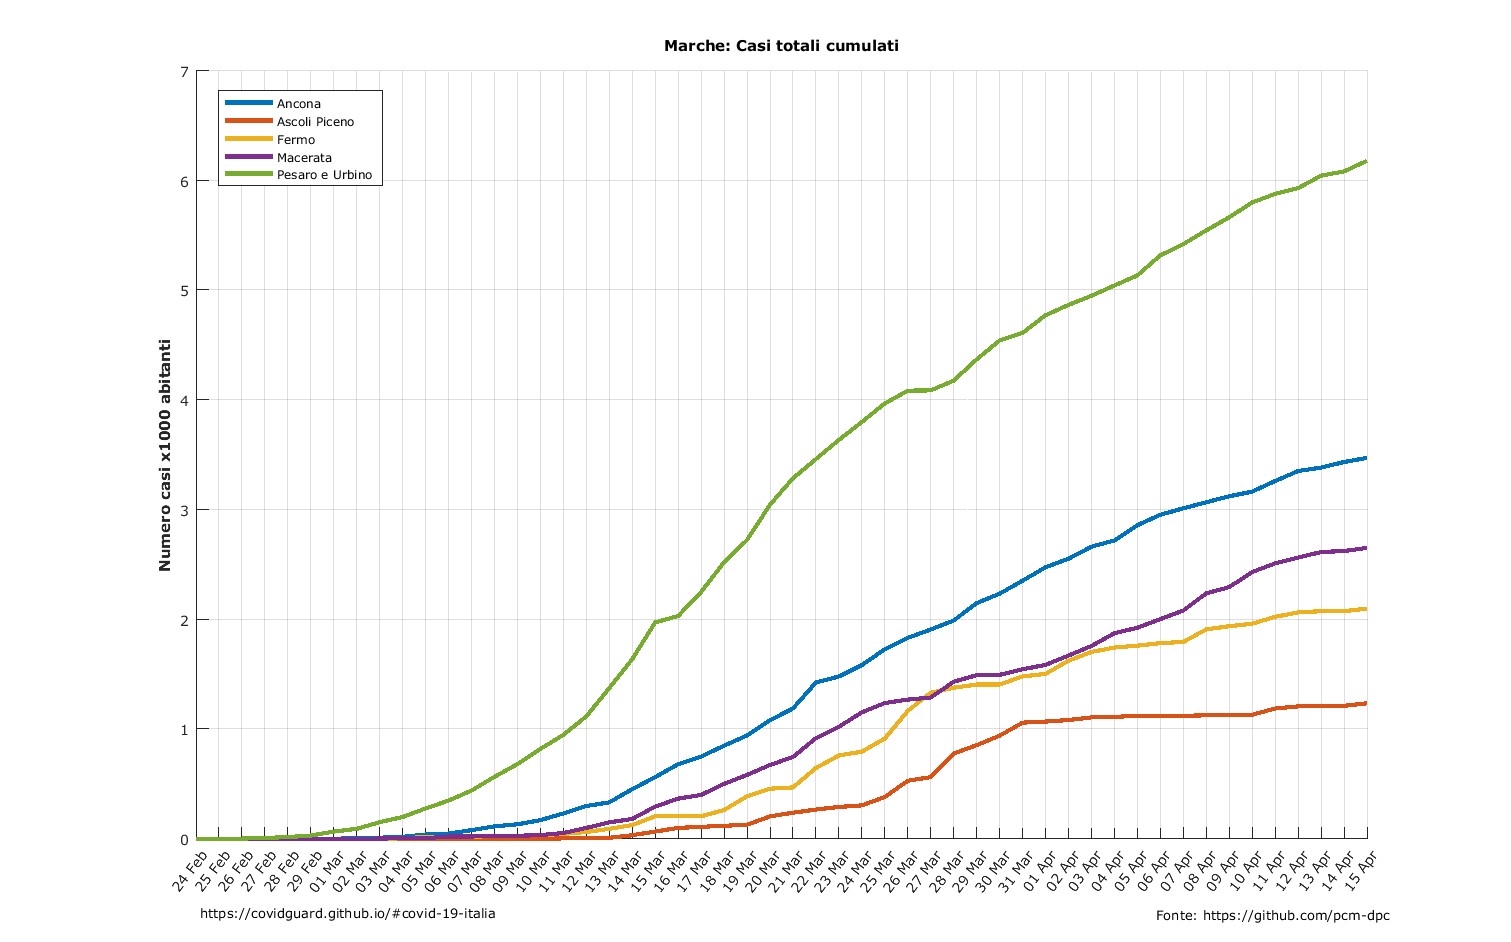 Marche: Casi totali cumulati
Numero casi x1000 abitanti
7
6
5
4
3
2
1
0
Ancona
Ascoli Piceno
Fermo
Macerata
Pesaro e Urbino
24 Feb
25 Feb
26 Feb
27 Feb
28 Feb
29 Feb
01 Mar
02 Mar
03 Mar
04 Mar
05 Mar
06 Mar
07 Mar
08 Mar
09 Mar
10 Mar
11 Mar
12 Mar
13 Mar
14 Mar
15 Mar
16 Mar
17 Mar
18 Mar
19 Mar
20 Mar
21 Mar
22 Mar
23 Mar
24 Mar
25 Mar
26 Mar
27 Mar
28 Mar
29 Mar
30 Mar
31 Mar
01 Apr
02 Apr
03 Apr
04 Apr
05 Apr
06 Apr
07 Apr
08 Apr
09 Apr
10 Apr
11 Apr
12 Apr
13 Apr
14 Apr
15 Apr
https://covidguard.github.io/#covid-19-italia
Fonte: https://github.com/pcm-dpc